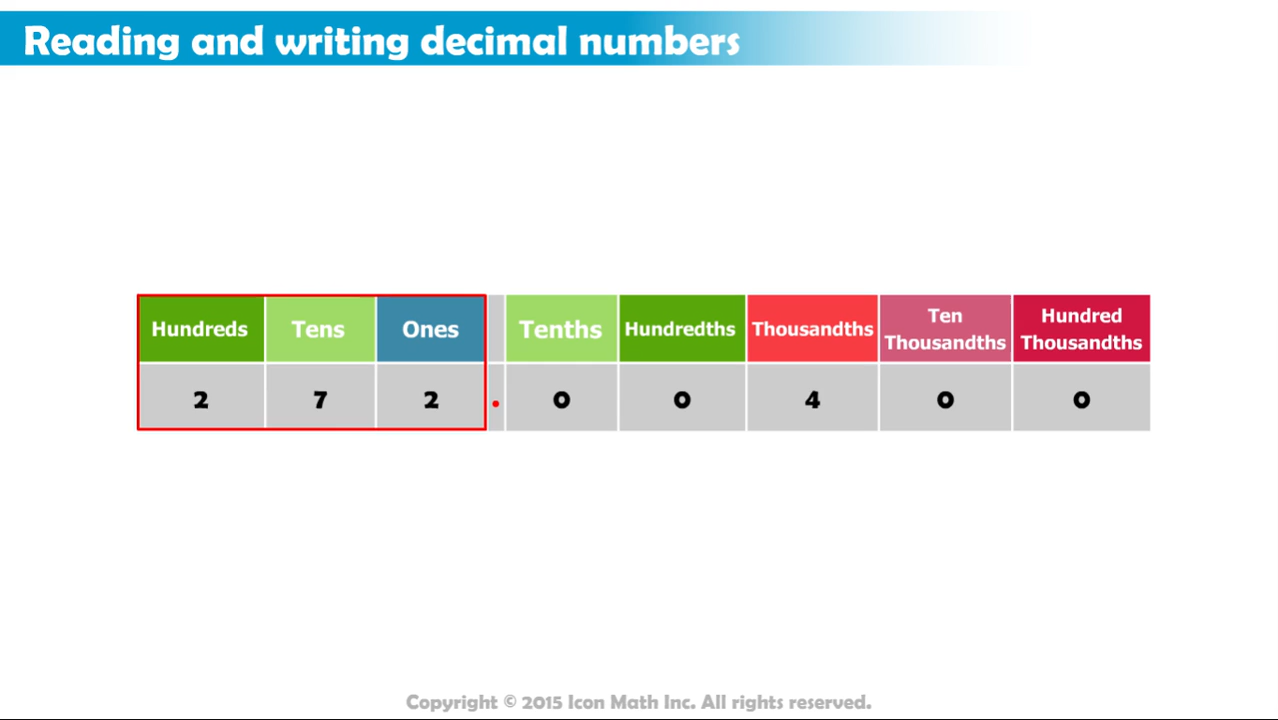 Reading and writing decimal numbers
Hundreds Tens Ones Tenths Hundredths Thousandths Ten Thousandths Hundred Thousandths
2 7 2 . 0 0 4 0 0
Copyright © 2015 Icon Math Inc. All rights reserved.